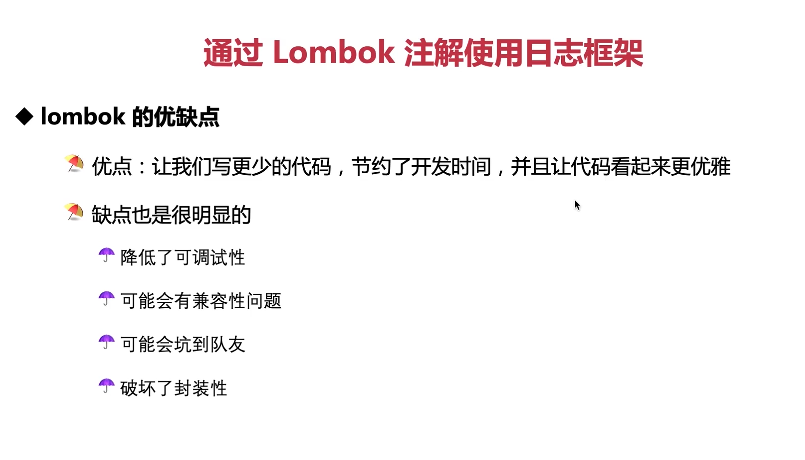 通过 Lombok 注解使用日志框架
lombok 的优缺点
优点：让我们写更少的代码，节约了开发时间，并且让代码看起来更优雅
缺点也是很明显的
降低了可调试性
可能会有兼容性问题
可能会坑到队友
破坏了封装性